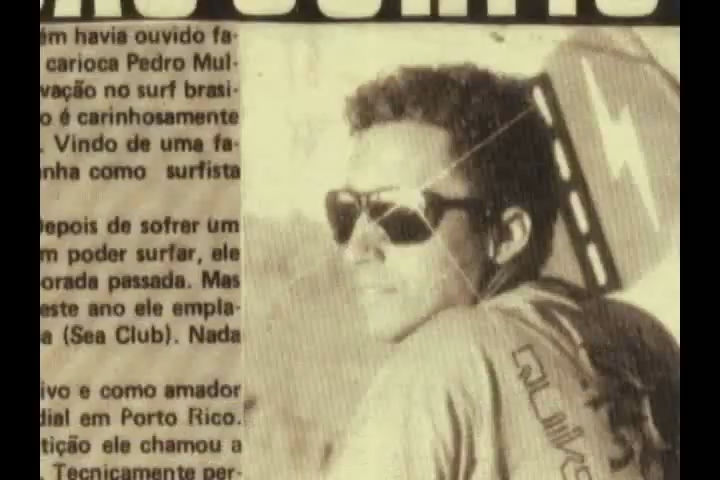 ém havia ouvido fa-
carioca Pedro Mul-
vação no surf brasi-
o é carinhosamente
. Vindo de uma fa-
nha como surfista
Depois de sofrer um
m poder surfar, ele
orada passada. Mas
este ano ele empla-
a (Sea Club). Nada
ivo e como amador
dial em Porto Rico.
tição ele chamou a
. Tecnicamente per-
QUIK